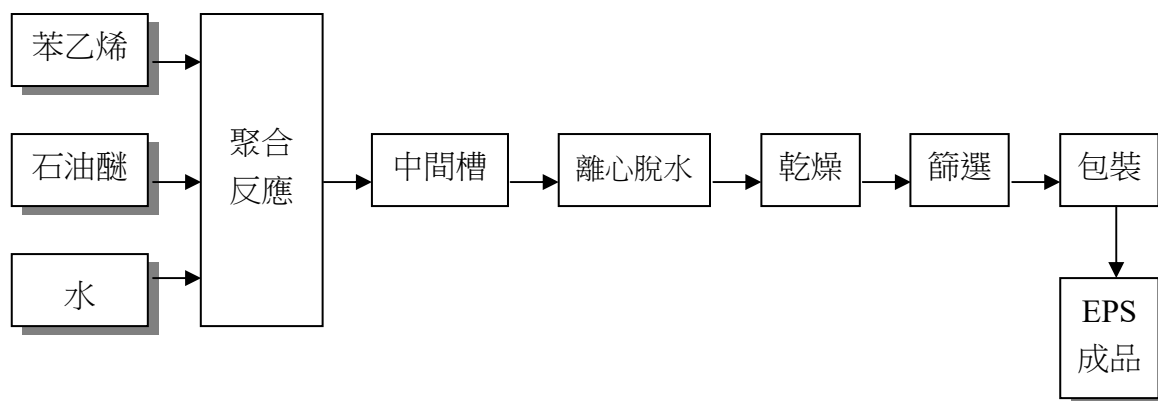 苯乙烯
石油醚
水
聚合
反應
中間槽
離心脫水
乾燥
篩選
包裝
EPS
成品